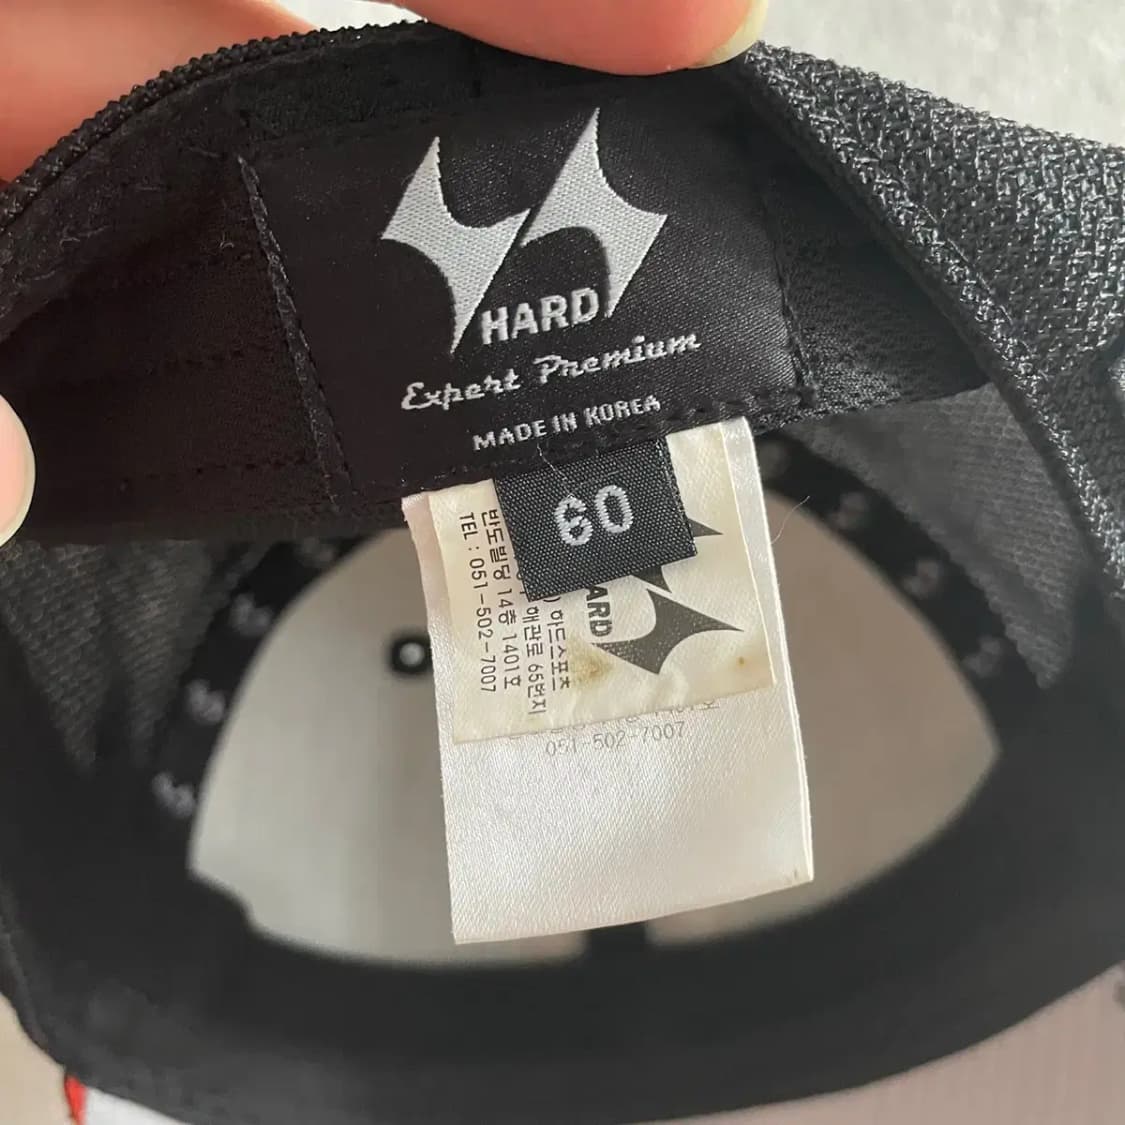 HARD
Expert Premium
MADE IN KOREA
60
ARD
하드스포츠
해관로 65번지
반도빌딩 14층 1401호
TEL : 051-502-7007
051-502-7007